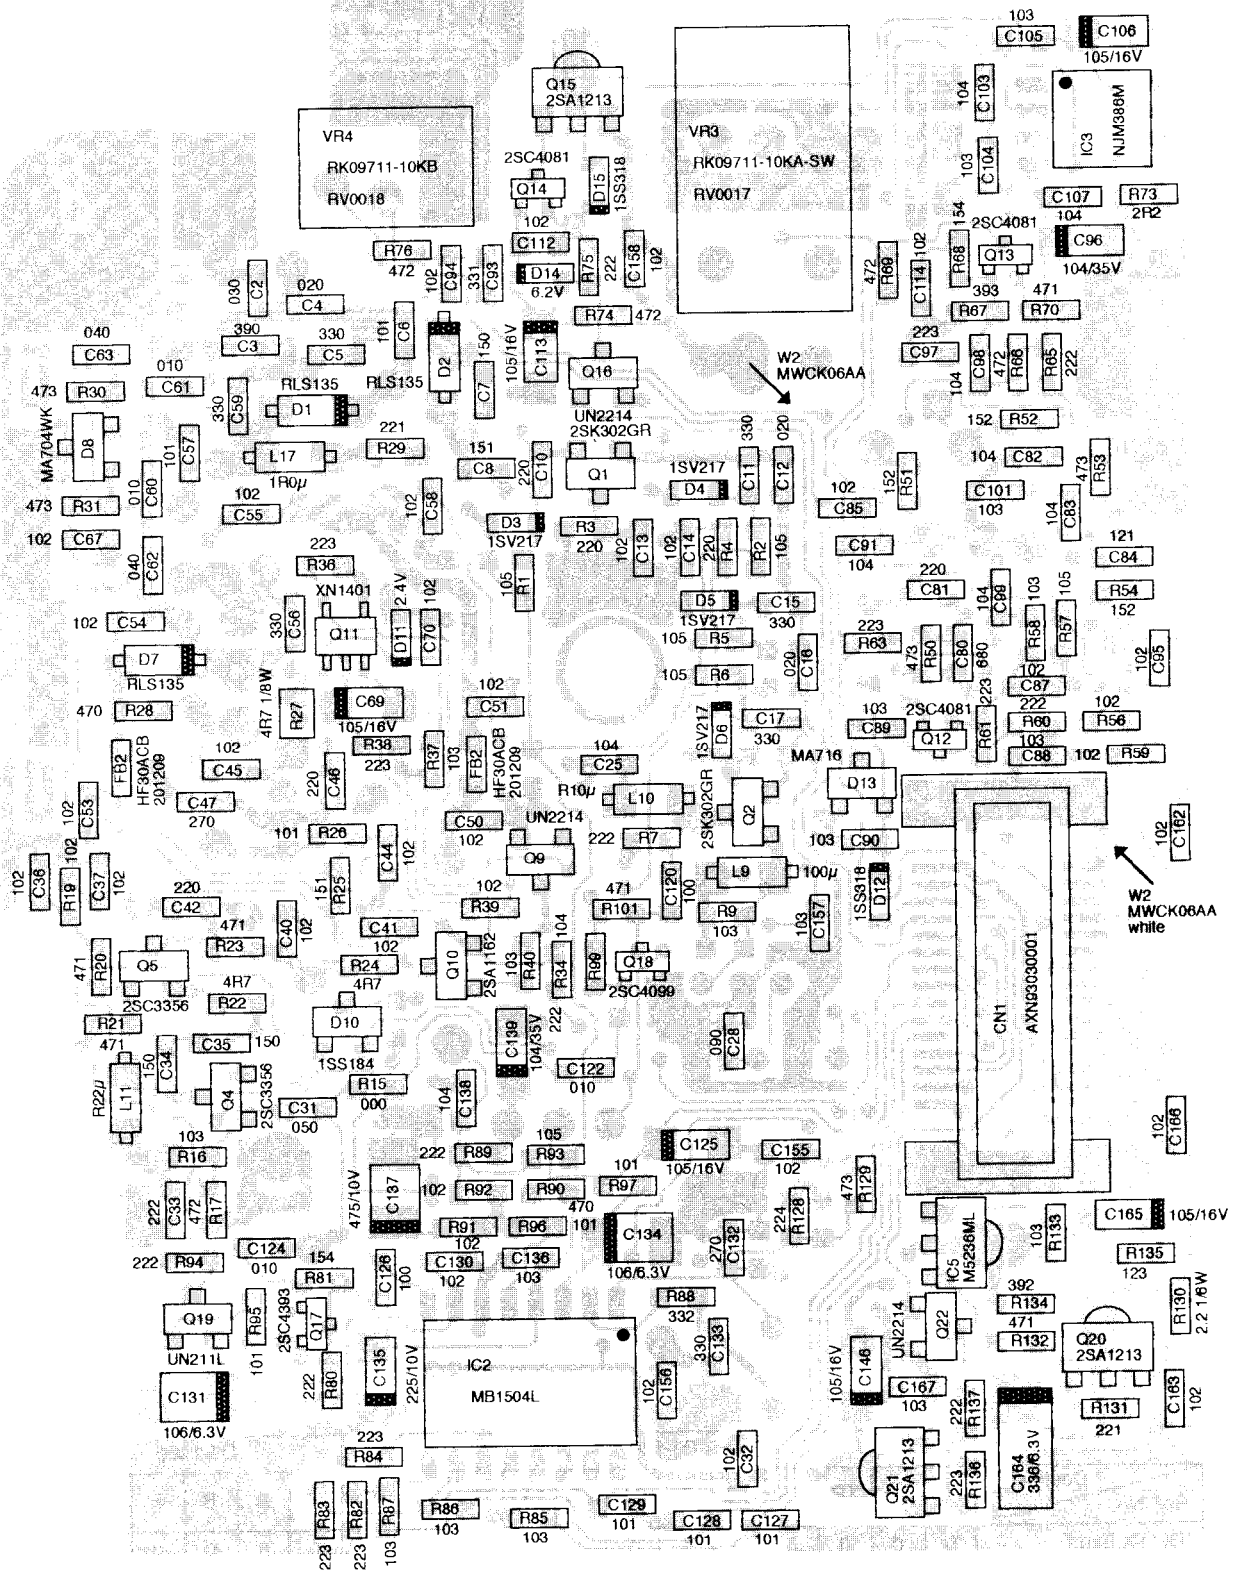 103
C105
C106
105/16V
Q15
2SA1213
104
C103
IC3
NJM386M
VR4
RK09711-10KB
RV0018
VR3
RK09711-10KA-SW
RV0017
2SC4081
Q14
D15
1SS318
103
C104
C107
104
R73
2R2
102
C112
R76
472
102
C94
331
C93
D14
6.2V
R75
222
C158
102
472
R69
102
C114
154
R68
2SC4081
Q13
C96
104/35V
030
C2
020
C4
R74
472
393
R67
471
R70
040
C63
390
C3
330
C5
101
C6
D2
RLS135
150
C7
105/16V
C113
Q16
UN2214
W2
MWCK06AA
223
C97
104
C98
472
R66
R65
222
473
R30
010
C61
330
C59
RLS135
D1
MA704WK
D8
101
C57
L17
1R0µ
221
R29
151
C8
220
C10
2SK302GR
Q1
1SV217
D4
330
C11
020
C12
152
R52
104
C82
152
R51
C101
103
473
R53
104
C83
473
R31
010
C60
102
C55
102
C58
D3
1SV217
R3
220
102
C13
102
C14
220
R4
R2
105
102
C85
C91
104
102
C67
040
C62
223
R36
105
R1
121
C84
R54
152
XN1401
Q11
330
C56
2.4V
D11
102
C70
D5
1SV217
C15
330
220
C81
104
C99
103
R58
105
R57
102
C54
D7
RLS135
105
R5
105
R6
020
C16
223
R63
473
R50
C80
680
102
C95
470
R28
4R7 1/8W
R27
C69
105/16V
102
C51
1SV217
D6
C17
330
103
C89
2SC4081
Q12
223
R61
103
C87
222
R60
103
C88
102
R56
102
R59
FB2
HF30ACB
201209
102
C45
R38
223
R37
103
FB2
HF30ACB
201209
104
C25
MA716
D13
102
C53
C47
270
220
C46
R10µ
L10
2SK302GR
Q2
101
R26
C50
102
UN2214
Q9
222
R7
103
C90
102
C162
102
C36
102
R19
C37
102
C44
102
151
R25
L9
100µ
C120
100
1SS318
D12
W2
MWCK06AA
white
220
C42
C40
102
102
R39
471
R101
R9
103
103
C157
CN1
AXN93030001
471
R23
C41
102
471
R20
Q5
2SC3356
R24
4R7
Q10
2SA1162
103
R40
104
R34
222
R99
Q18
2SC4099
4R7
R22
D10
1SS184
R21
471
C35
150
C139
104/35V
090
C28
R22µ
L11
150
C34
Q4
2SC3356
R15
000
C31
050
104
C138
C122
010
102
C166
103
R16
222
R89
105
R93
C125
105/16V
C155
102
475/10V
C137
102
R92
R90
470
101
R97
473
R129
222
C33
472
R17
R91
102
R96
101
C134
106/6.3V
270
C132
224
R128
IC5
M5236ML
103
R133
C165
105/16V
222
R94
C124
010
C126
100
C130
102
C136
103
R135
123
154
R81
R88
332
392
R134
R130
2.2 1/6W
Q19
UN211L
R95
101
2SC4393
Q17
IC2
MB1504L
330
C133
UN2214
Q22
471
R132
Q20
2SA1213
C131
106/6.3V
222
R80
C135
225/10V
102
C156
105/16V
C146
C167
103
222
R137
C163
102
R131
221
223
R84
102
C32
Q21
2SA1213
223
R136
C164
336/6.3V
R83
223
R82
223
R87
103
R86
103
R85
103
C129
101
C128
101
C127
101